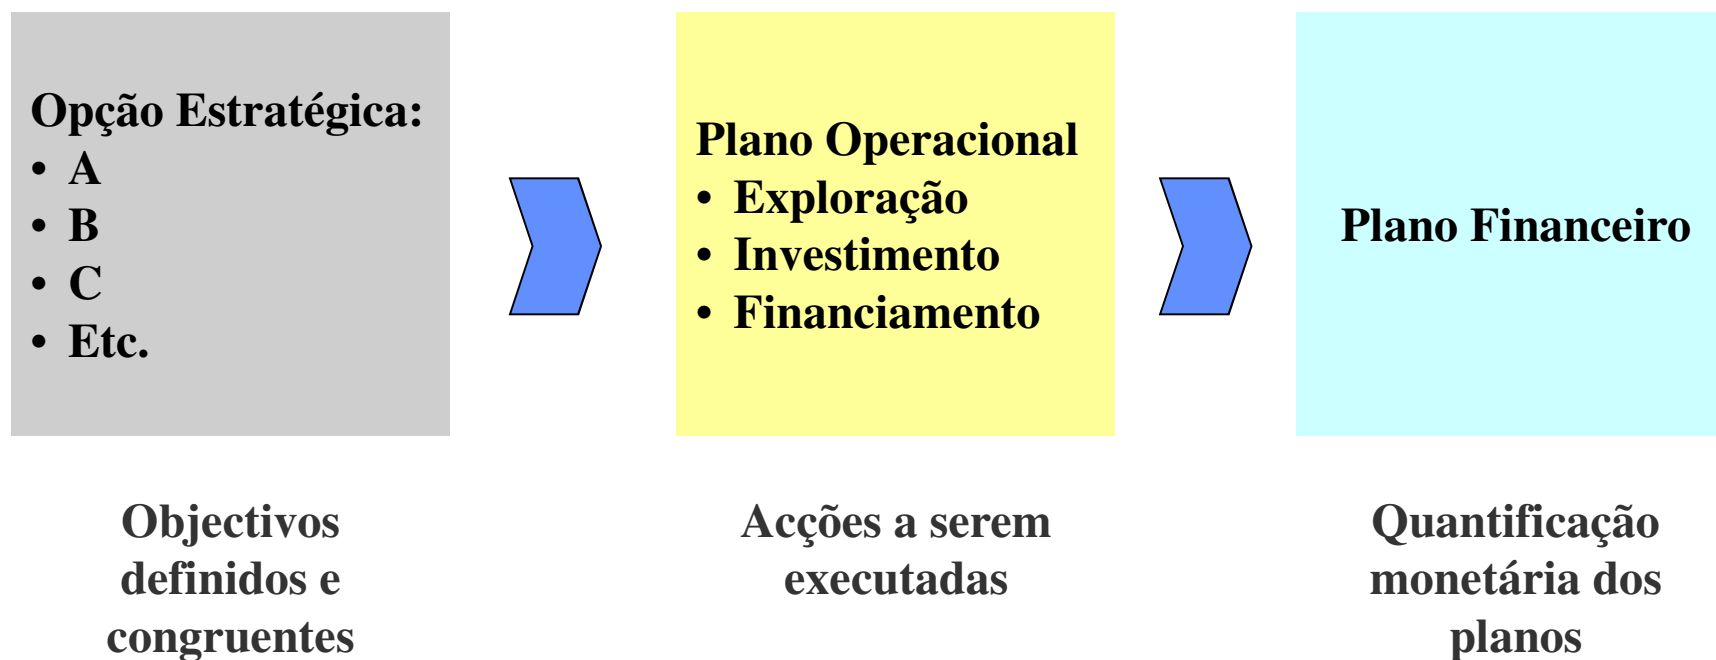 Opção Estratégica:
• A
• B
• C
• Etc.
Plano Operacional
• Exploração
• Investimento
• Financiamento
Plano Financeiro
Objectivos
definidos e
congruentes
Acções a serem
executadas
Quantificação
monetária dos
planos